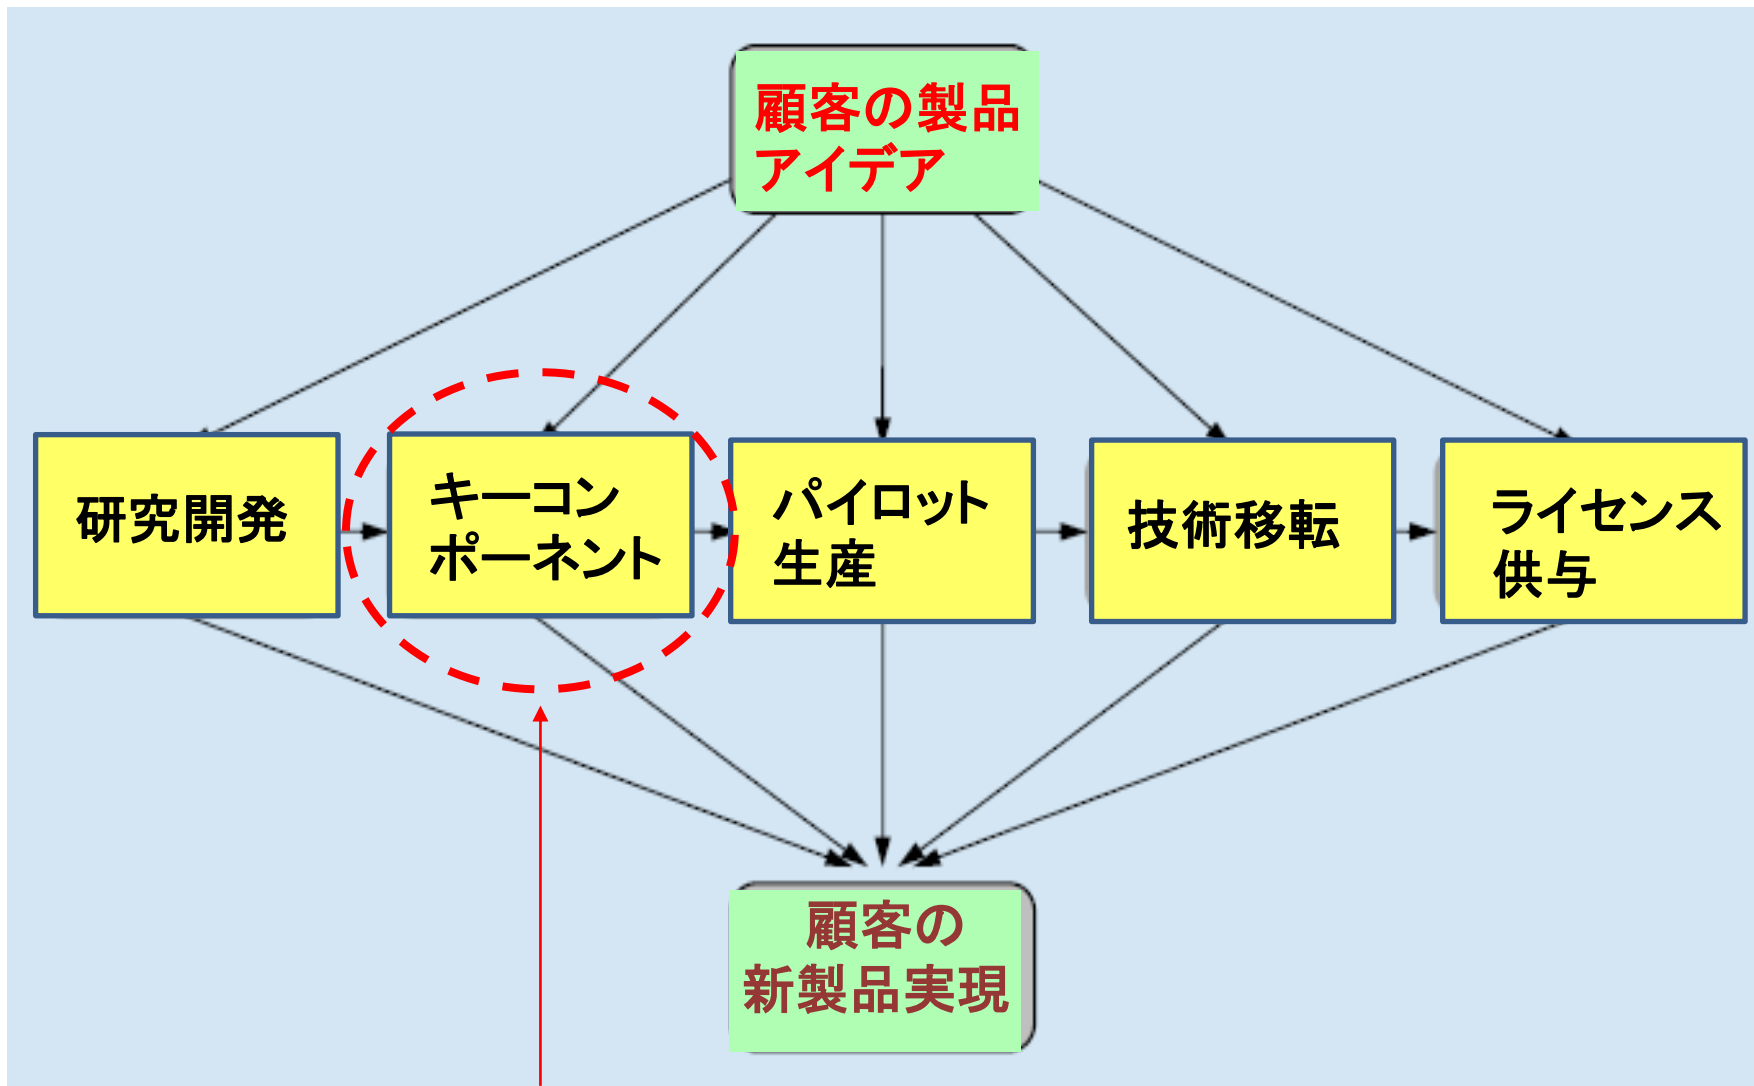 顧客の製品
アイデア
研究開発
キーコン
ポーネント
パイロット
生産
技術移転
ライセンス
供与
顧客の
新製品実現